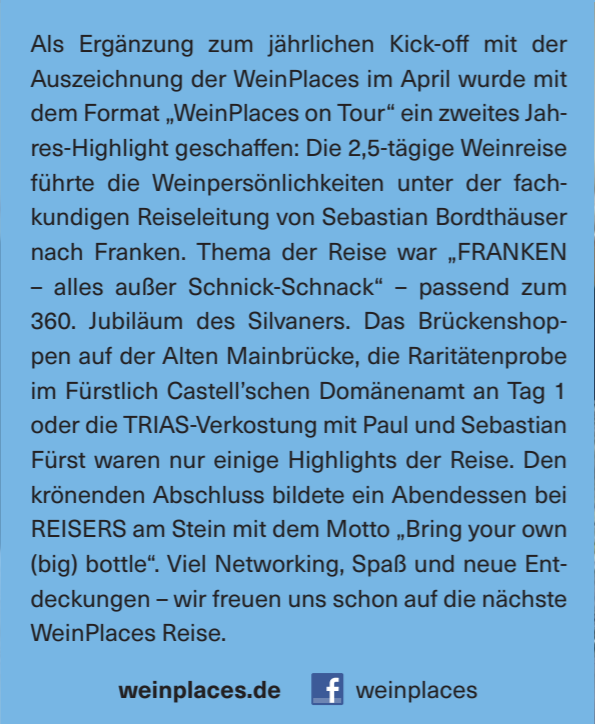 Als Ergänzung zum jährlichen Kick-off mit der
Auszeichnung der WeinPlaces im April wurde mit
dem Format „WeinPlaces on Tour“ ein zweites Jah-
res-Highlight geschaffen: Die 2,5-tägige Weinreise
führte die Weinpersönlichkeiten unter der fach-
kundigen Reiseleitung von Sebastian Bordthäuser
nach Franken. Thema der Reise war „FRANKEN
– alles außer Schnick-Schnack“ – passend zum
360. Jubiläum des Silvaners. Das Brückenshop-
pen auf der Alten Mainbrücke, die Raritätenprobe
im Fürstlich Castell’schen Domänenamt an Tag 1
oder die TRIAS-Verkostung mit Paul und Sebastian
Fürst waren nur einige Highlights der Reise. Den
krönenden Abschluss bildete ein Abendessen bei
REISERS am Stein mit dem Motto „Bring your own
(big) bottle“. Viel Networking, Spaß und neue Ent-
deckungen – wir freuen uns schon auf die nächste
WeinPlaces Reise.
weinplaces.de f weinplaces